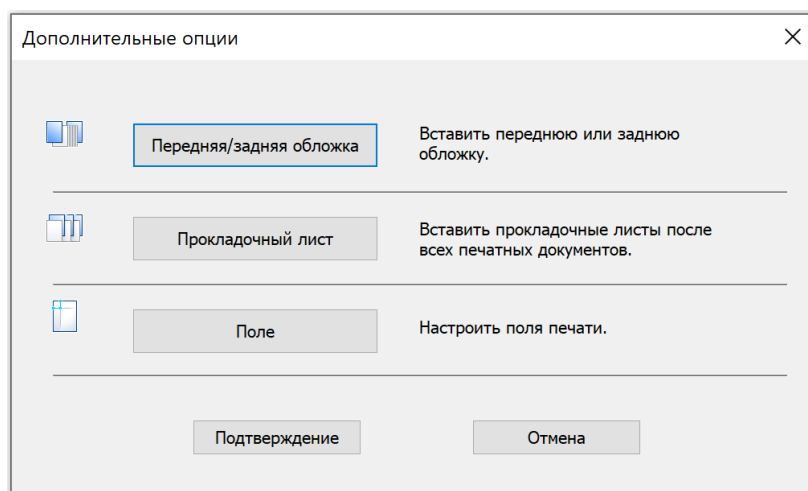 Дополнительные опции
Передняя/задняя обложка
Вставить переднюю или заднюю
обложку.
Прокладочный лист
Вставить прокладочные листы после
всех печатных документов.
Поле
Настроить поля печати.
Подтверждение
Отмена